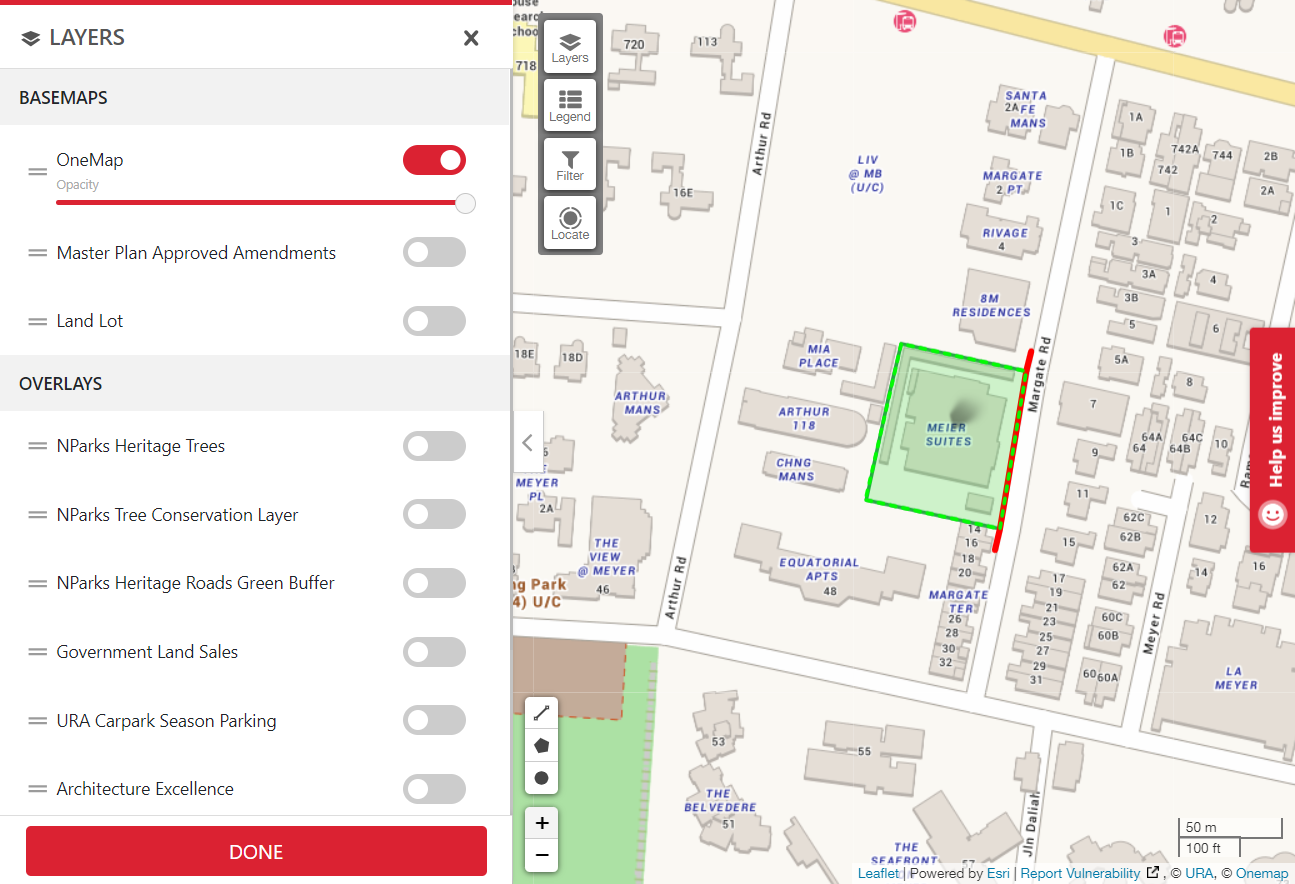 LAYERS
BASEMAPS
OneMap
Opacity
Master Plan Approved Amendments
Land Lot
OVERLAYS
NParks Heritage Trees
NParks Tree Conservation Layer
NParks Heritage Roads Green Buffer
Government Land Sales
URA Carpark Season Parking
Architecture Excellence
DONE
Layers
Legend
Filter
Locate
718
720
113
16E
Arthur Rd
LIV
@ MB
(U/C)
SANTA
2A FE
MANS
MARGATE
2 PT
RIVAGE
4
8M
RESIDENCES
Margate Rd
1A
1B
742A
742
744
2B
2A
1C
1
2
3
3A
3B
4
5
6
5A
7
8
9
64A
64
64C
64B
10
11
12
62C
62B
15
62A
62
14
16
17
19
21
23
25
27
29
31
60C
60B
60
60A
Meyer Rd
LA
MEYER
18E
18D
ARTHUR
MANS
MIA
PLACE
ARTHUR
118
CHNG
MANS
MEIER
SUITES
14
16
18
20
MARGATE
TER
26
28
30
32
EQUATORIAL
APTS
48
MEYER
PL
2A
THE
VIEW
@ MEYER
46
ng Park
4) U/C
Arthur Rd
53
THE
BELVEDERE
51
55
THE
SEAFRONT
57
Jln Daliah
Help us improve
+
−
50 m
100 ft
Leaflet | Powered by Esri | Report Vulnerability , © URA, © Onemap